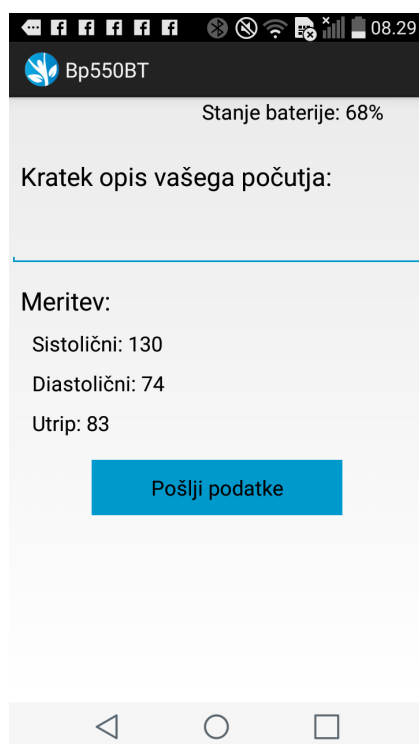 08.29
Bp550BT
Stanje baterije: 68%
Kratek opis vašega počutja:
Meritev:
Sistolični: 130
Diastolični: 74
Utrip: 83
Pošlji podatke